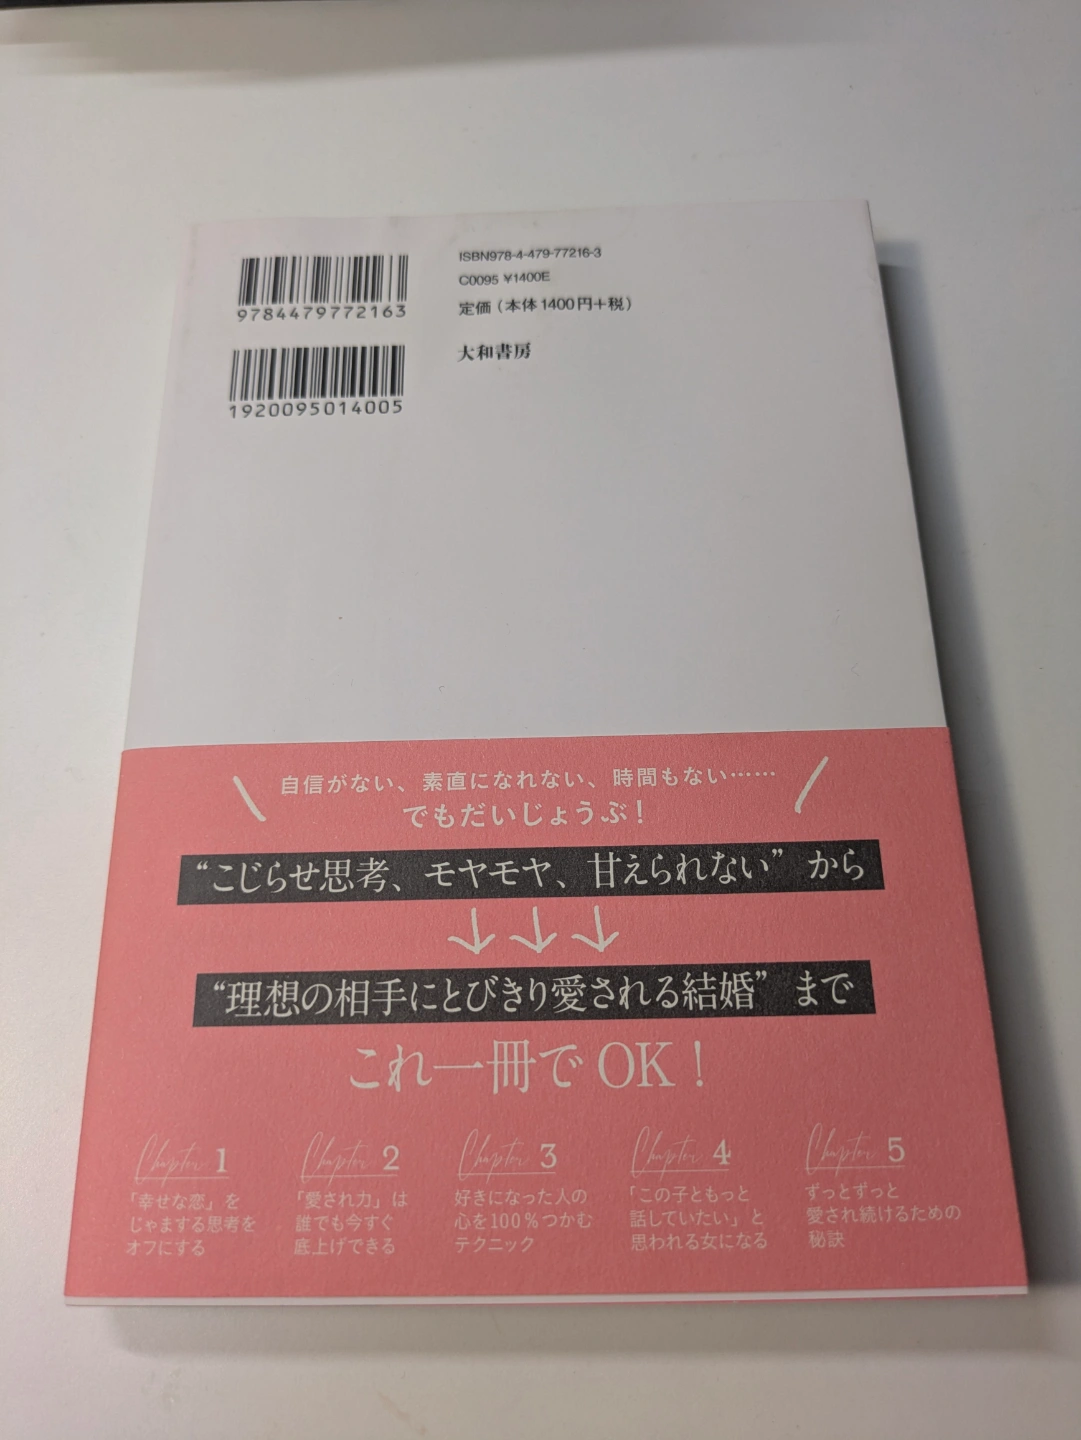 9784479772163
1920095014005
ISBN978-4-479-77216-3
C0095 ¥1400E
定価（本体1400円+税）
大和書房
自信がない、素直になれない、時間もない……
でもだいじょうぶ！
“こじらせ思考、モヤモヤ、甘えられない” から
“理想の相手にとびきり愛される結婚” まで
これ一冊でOK！
Chapter 1
「幸せな恋」を
じゃまする思考を
オフにする
Chapter 2
「愛され力」は
誰でも今すぐ
底上げできる
Chapter 3
好きになった人の
心を100％つかむ
テクニック
Chapter 4
「この子ともっと
話していたい」と
思われる女になる
Chapter 5
ずっとずっと
愛され続けるための
秘訣